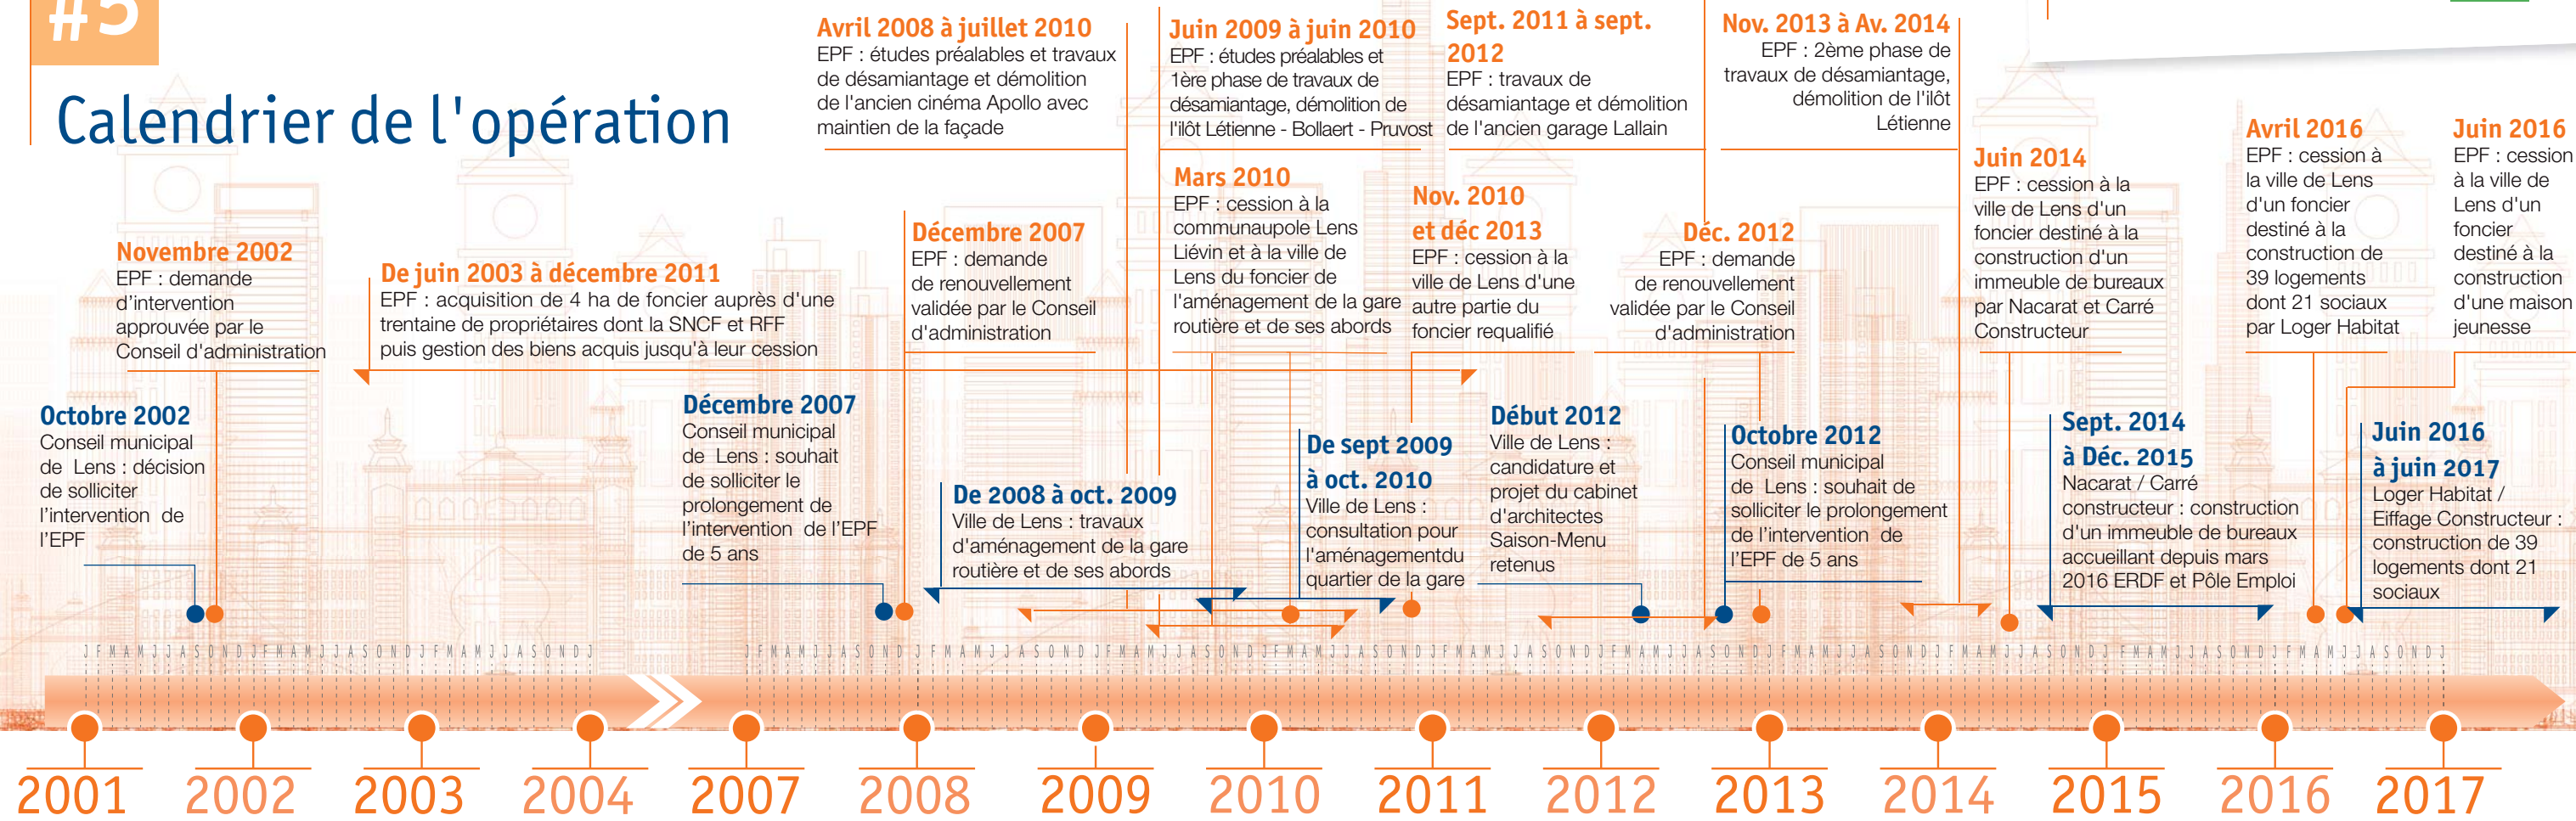 #5
Calendrier de l'opération
Avril 2008 à juillet 2010
EPF : études préalables et travaux
de désamiantage et démolition
de l'ancien cinéma Apollo avec
maintien de la façade
Juin 2009 à juin 2010
EPF : études préalables et
1ère phase de travaux de
désamiantage, démolition de
l'ilôt Létienne - Bollaert - Pruvost
Sept. 2011 à sept.
2012
EPF : travaux de
désamiantage et démolition
de l'ancien garage Lallain
Nov. 2013 à Av. 2014
EPF : 2ème phase de
travaux de désamiantage,
démolition de l'ilôt
Létienne
Novembre 2002
EPF : demande
d’intervention
approuvée par le
Conseil d'administration
De juin 2003 à décembre 2011
EPF : acquisition de 4 ha de foncier auprès d'une
trentaine de propriétaires dont la SNCF et RFF
puis gestion des biens acquis jusqu'à leur cession
Décembre 2007
EPF : demande
de renouvellement
validée par le Conseil
d'administration
Mars 2010
EPF : cession à la
communaupole Lens
Liévin et à la ville de
Lens du foncier de
l'aménagement de la gare
routière et de ses abords
Nov. 2010
et déc 2013
EPF : cession à la
ville de Lens d'une
autre partie du
foncier requalifié
Déc. 2012
EPF : demande
de renouvellement
validée par le Conseil
d'administration
Juin 2014
EPF : cession à la
ville de Lens d'un
foncier destiné à la
construction d'un
immeuble de bureaux
par Nacarat et Carré
Constructeur
Avril 2016
EPF : cession à
la ville de Lens
d'un foncier
destiné à la
construction de
39 logements
dont 21 sociaux
par Loger Habitat
Juin 2016
EPF : cession
à la ville de
Lens d'un
foncier
destiné à la
construction
d'une maison
jeunesse
Octobre 2002
Conseil municipal
de Lens : décision
de solliciter
l’intervention de
l’EPF
Décembre 2007
Conseil municipal
de Lens : souhait
de solliciter le
prolongement de
l’intervention de l’EPF
de 5 ans
De 2008 à oct. 2009
Ville de Lens : travaux
d'aménagement de la gare
routière et de ses abords
De sept 2009
à oct. 2010
Ville de Lens :
consultation pour
l'aménagementdu
quartier de la gare
Début 2012
Ville de Lens :
candidature et
projet du cabinet
d'architectes
Saison-Menu
retenus
Octobre 2012
Conseil municipal
de Lens : souhait de
solliciter le prolongement
de l’intervention de
l’EPF de 5 ans
Sept. 2014
à Déc. 2015
Nacarat / Carré
constructeur : construction
d'un immeuble de bureaux
accueillant depuis mars
2016 ERDF et Pôle Emploi
Juin 2016
à juin 2017
Loger Habitat /
Eiffage Constructeur :
construction de 39
logements dont 21
sociaux
J F M A M J J A S O N D J F M A M J J A S O N D J F M A M J J A S O N D J
J F M A M J J A S O N D J F M A M J J A S O N D J F M A M J J A S O N D J F M A M J J A S O N D J F M A M J J A S O N D J F M A M J J A S O N D J F M A M J J A S O N D J F M A M J J A S O N D J F M A M J J A S O N D J F M A M J J A S O N D J
2001 2002 2003 2004 2007 2008 2009 2010 2011 2012 2013 2014 2015 2016 2017